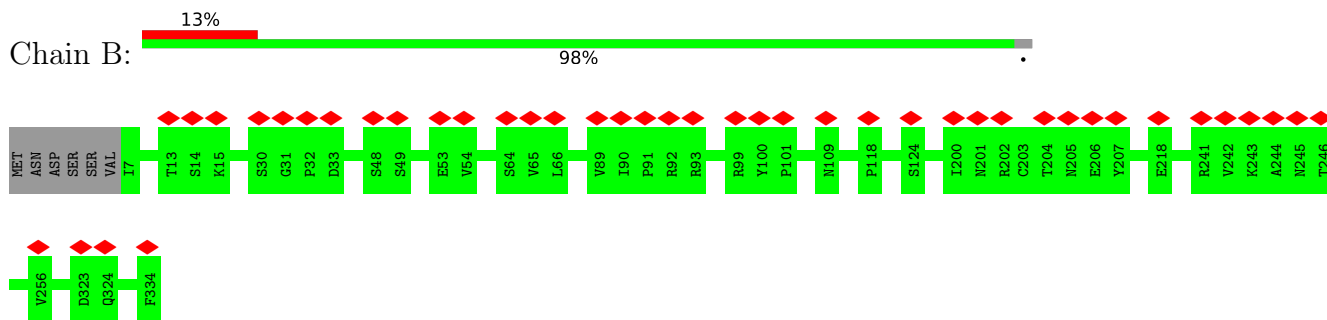 13%
Chain B:
98%
.
MET ASN ASP SER SER VAL I7 T13 S14 K15 S30 G31 P32 D33 S48 S49 E53 V54 S64 V65 L66 V89 I90 P91 R92 R93 R99 Y100 P101 N109 P118 S124 I200 N201 R202 C203 T204 N205 E206 Y207 E218 R241 V242 K243 A244 N245 T246
V256 D323 Q324 F334